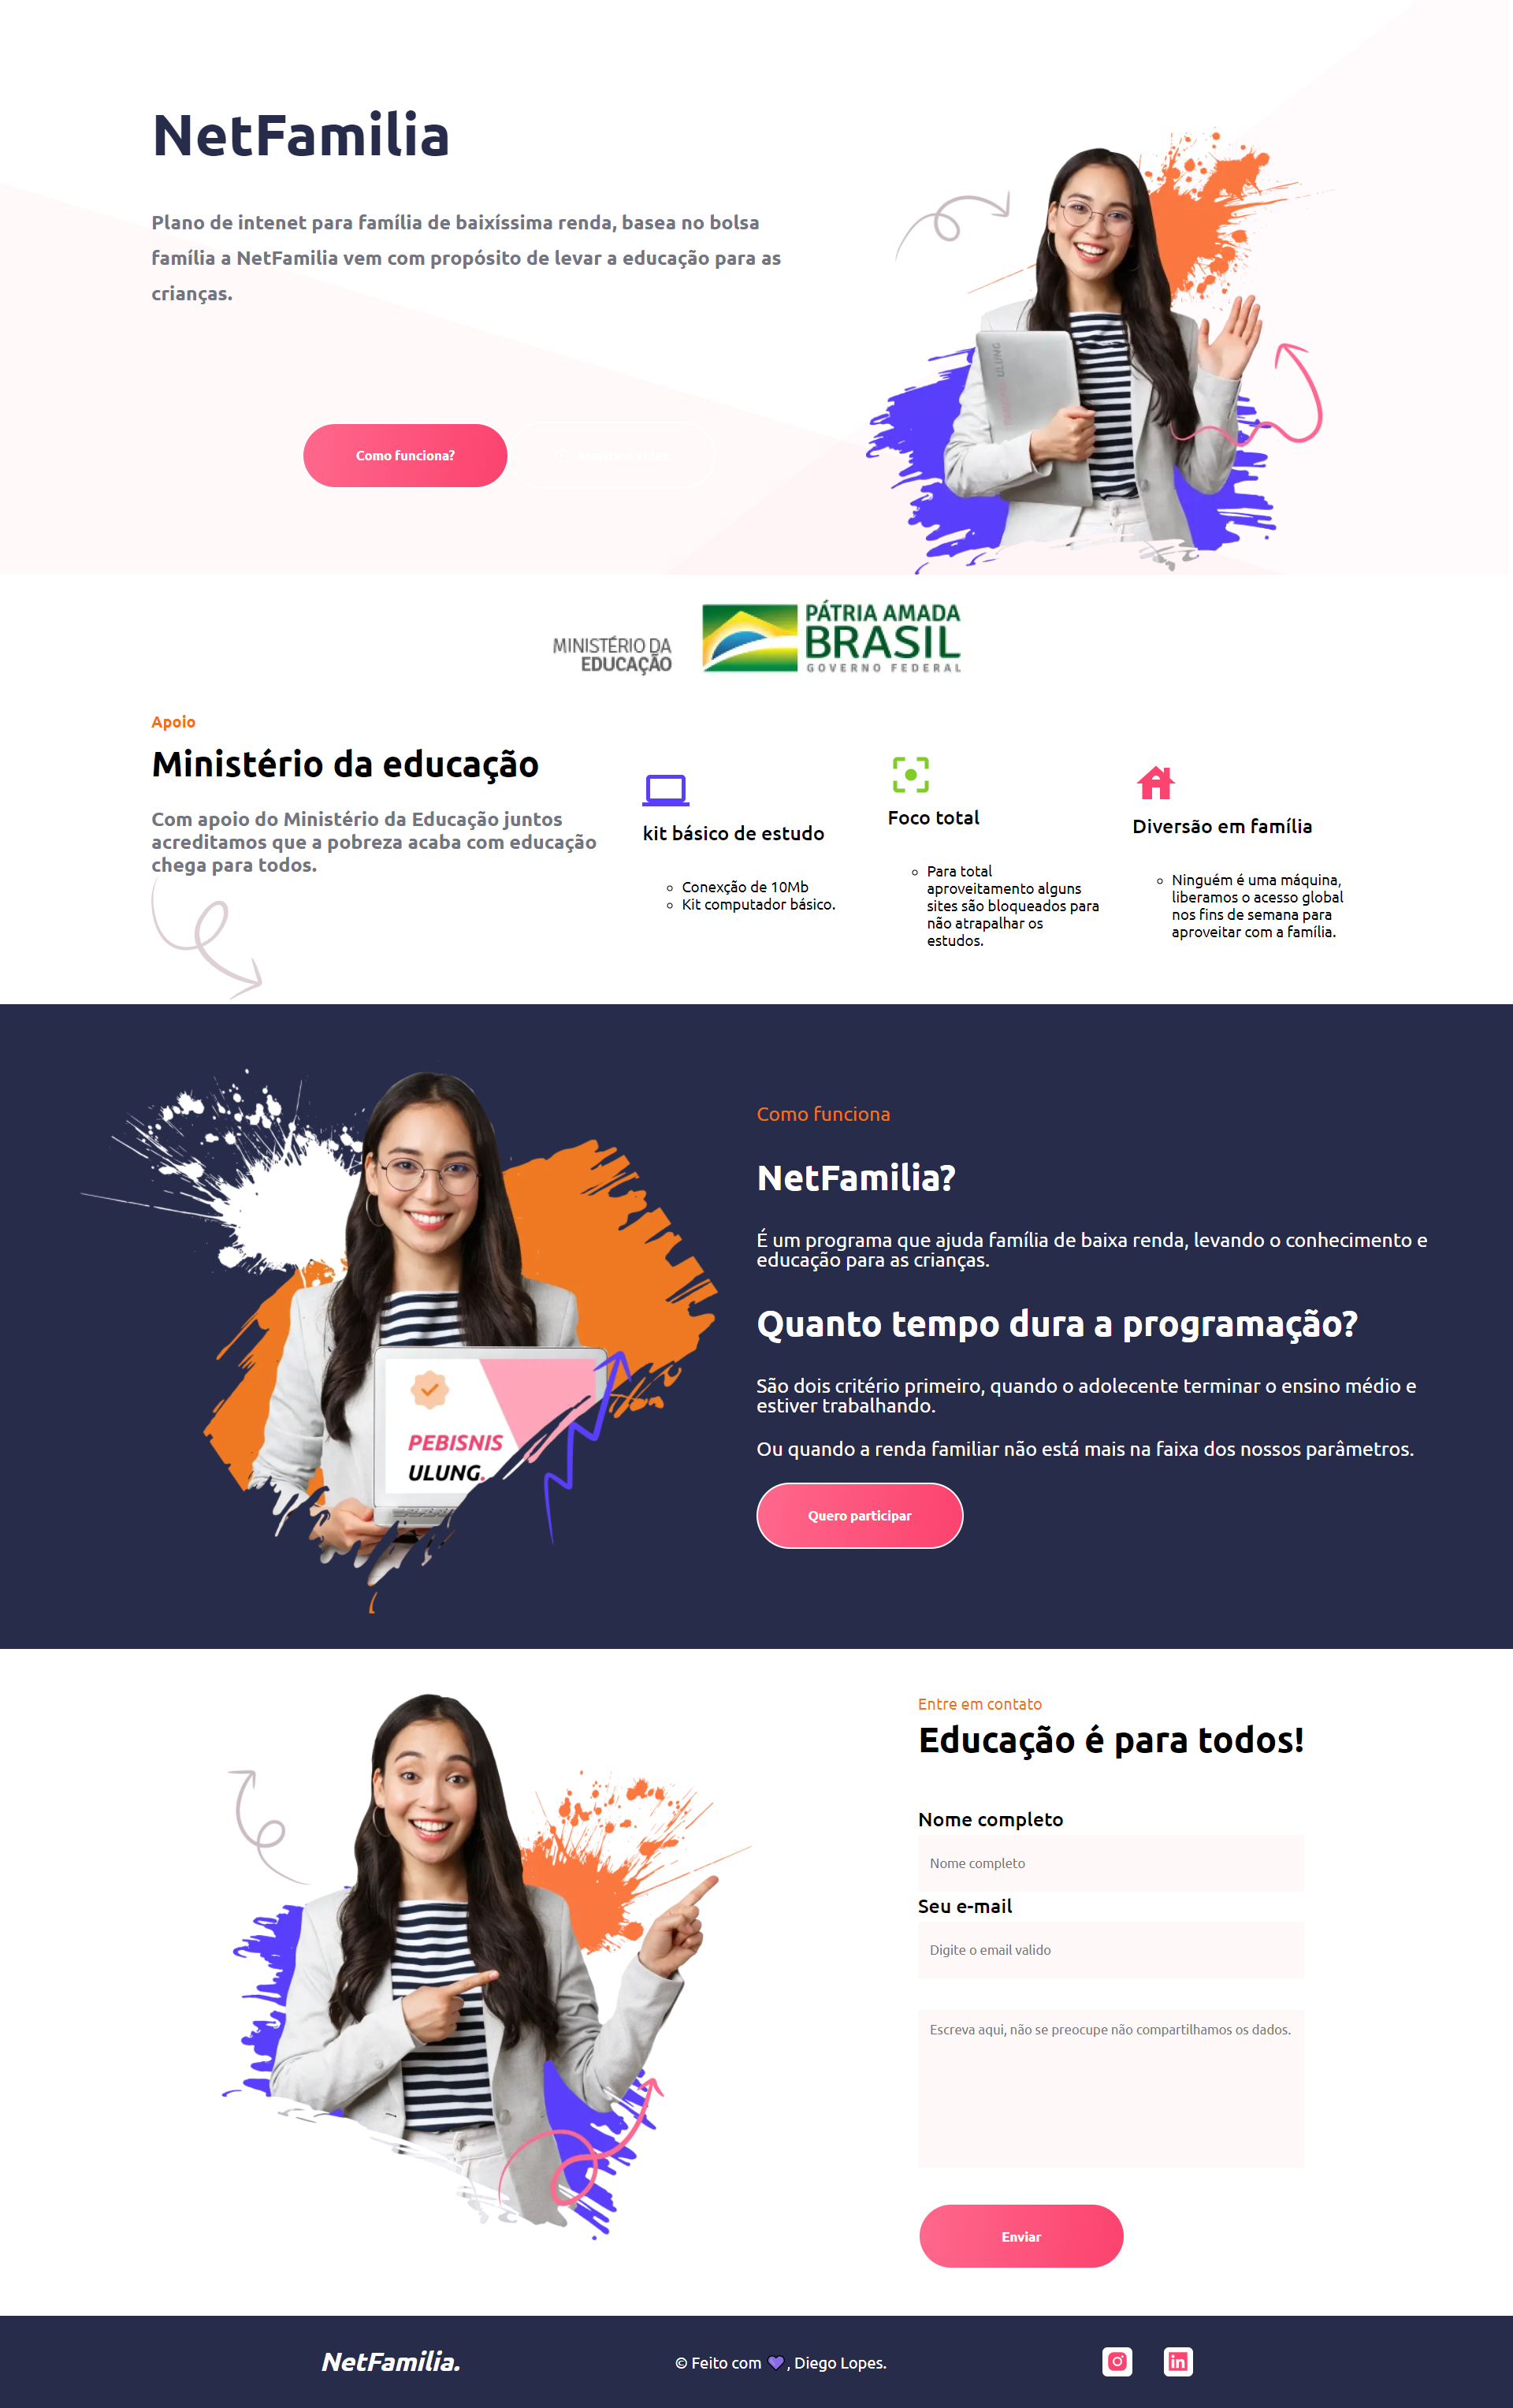 NetFamilia
Plano de intenet para família de baixíssima renda, basea no bolsa
família a NetFamilia vem com propósito de levar a educação para as
crianças.
ULUNG
Como funciona?
MINISTÉRIO DA
EDUCAÇÃO
PÁTRIA AMADA
BRASIL
GOVERNO FEDERAL
Apoio
Ministério da educação
Com apoio do Ministério da Educação juntos
acreditamos que a pobreza acaba com educação
chega para todos.
kit básico de estudo
Conexção de 10Mb
Kit computador básico.
Foco total
Para total
aproveitamento alguns
sites são bloqueados para
não atrapalhar os
estudos.
Diversão em família
Ninguém é uma máquina,
liberamos o acesso global
nos fins de semana para
aproveitar com a família.
Como funciona
NetFamilia?
É um programa que ajuda família de baixa renda, levando o conhecimento e
educação para as crianças.
Quanto tempo dura a programação?
São dois critério primeiro, quando o adolecente terminar o ensino médio e
estiver trabalhando.
Ou quando a renda familiar não está mais na faixa dos nossos parâmetros.
Quero participar
PEBISNIS
ULUNG.
Entre em contato
Educação é para todos!
Nome completo
Nome completo
Seu e-mail
Digite o email valido
Escreva aqui, não se preocupe não compartilhamos os dados.
Enviar
NetFamilia.
© Feito com 💜, Diego Lopes.
in